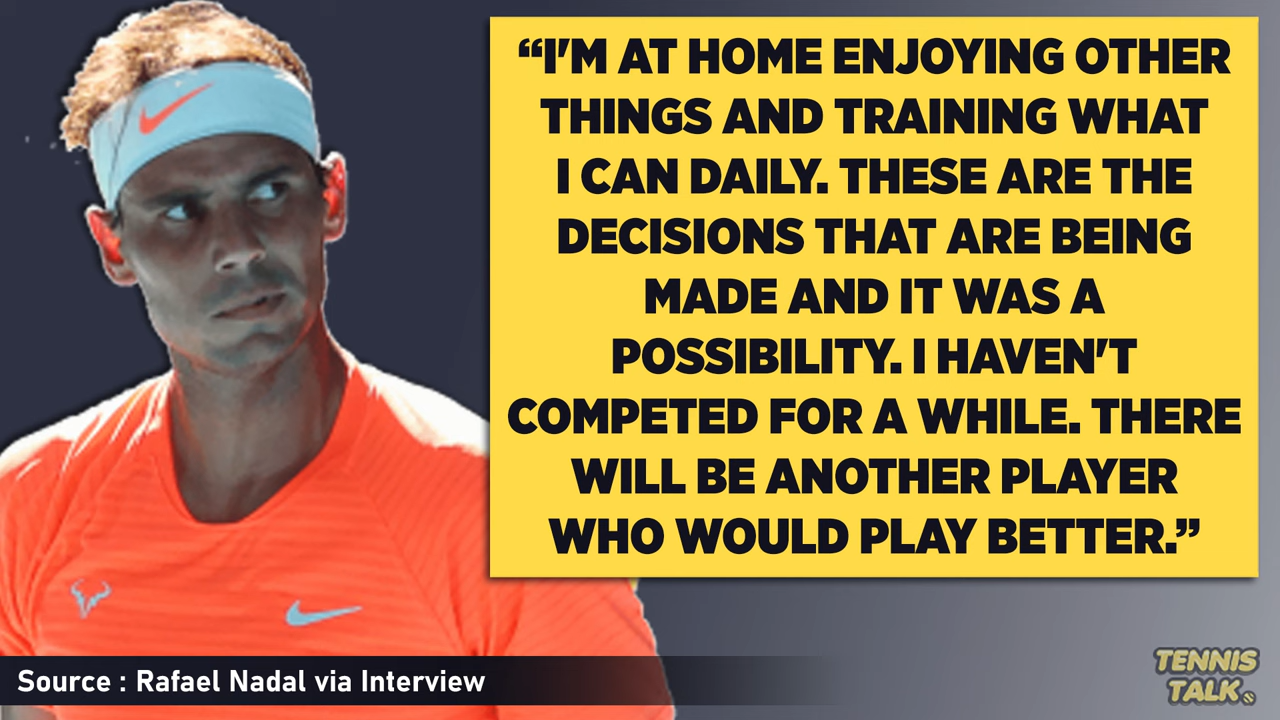 “I'M AT HOME ENJOYING OTHER
THINGS AND TRAINING WHAT
I CAN DAILY. THESE ARE THE
DECISIONS THAT ARE BEING
MADE AND IT WAS A
POSSIBILITY. I HAVEN'T
COMPETED FOR A WHILE. THERE
WILL BE ANOTHER PLAYER
WHO WOULD PLAY BETTER.”
Source : Rafael Nadal via Interview
TENNIS
TALK